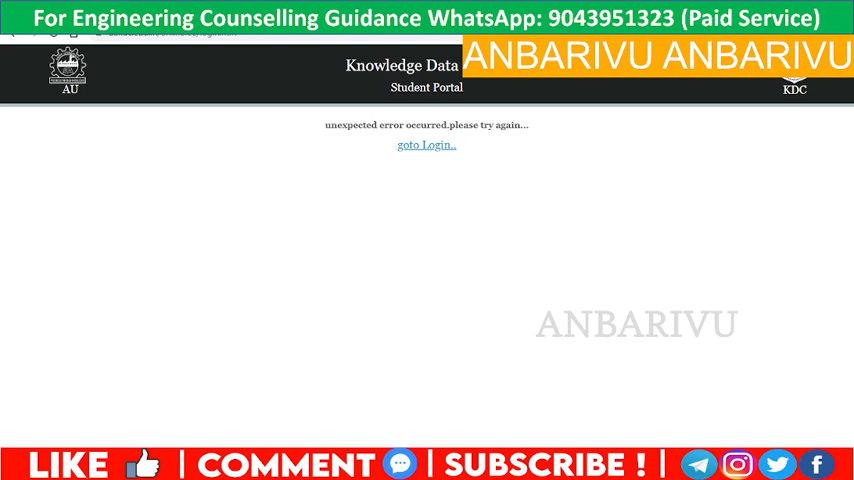 For Engineering Counselling Guidance WhatsApp: 9043951323 (Paid Service)
ANBARIVU ANBARIVU
Knowledge Data
AU
Student Portal
KDC
unexpected error occurred.please try again...
goto Login..
ANBARIVU
LIKE | COMMENT | SUBSCRIBE ! |